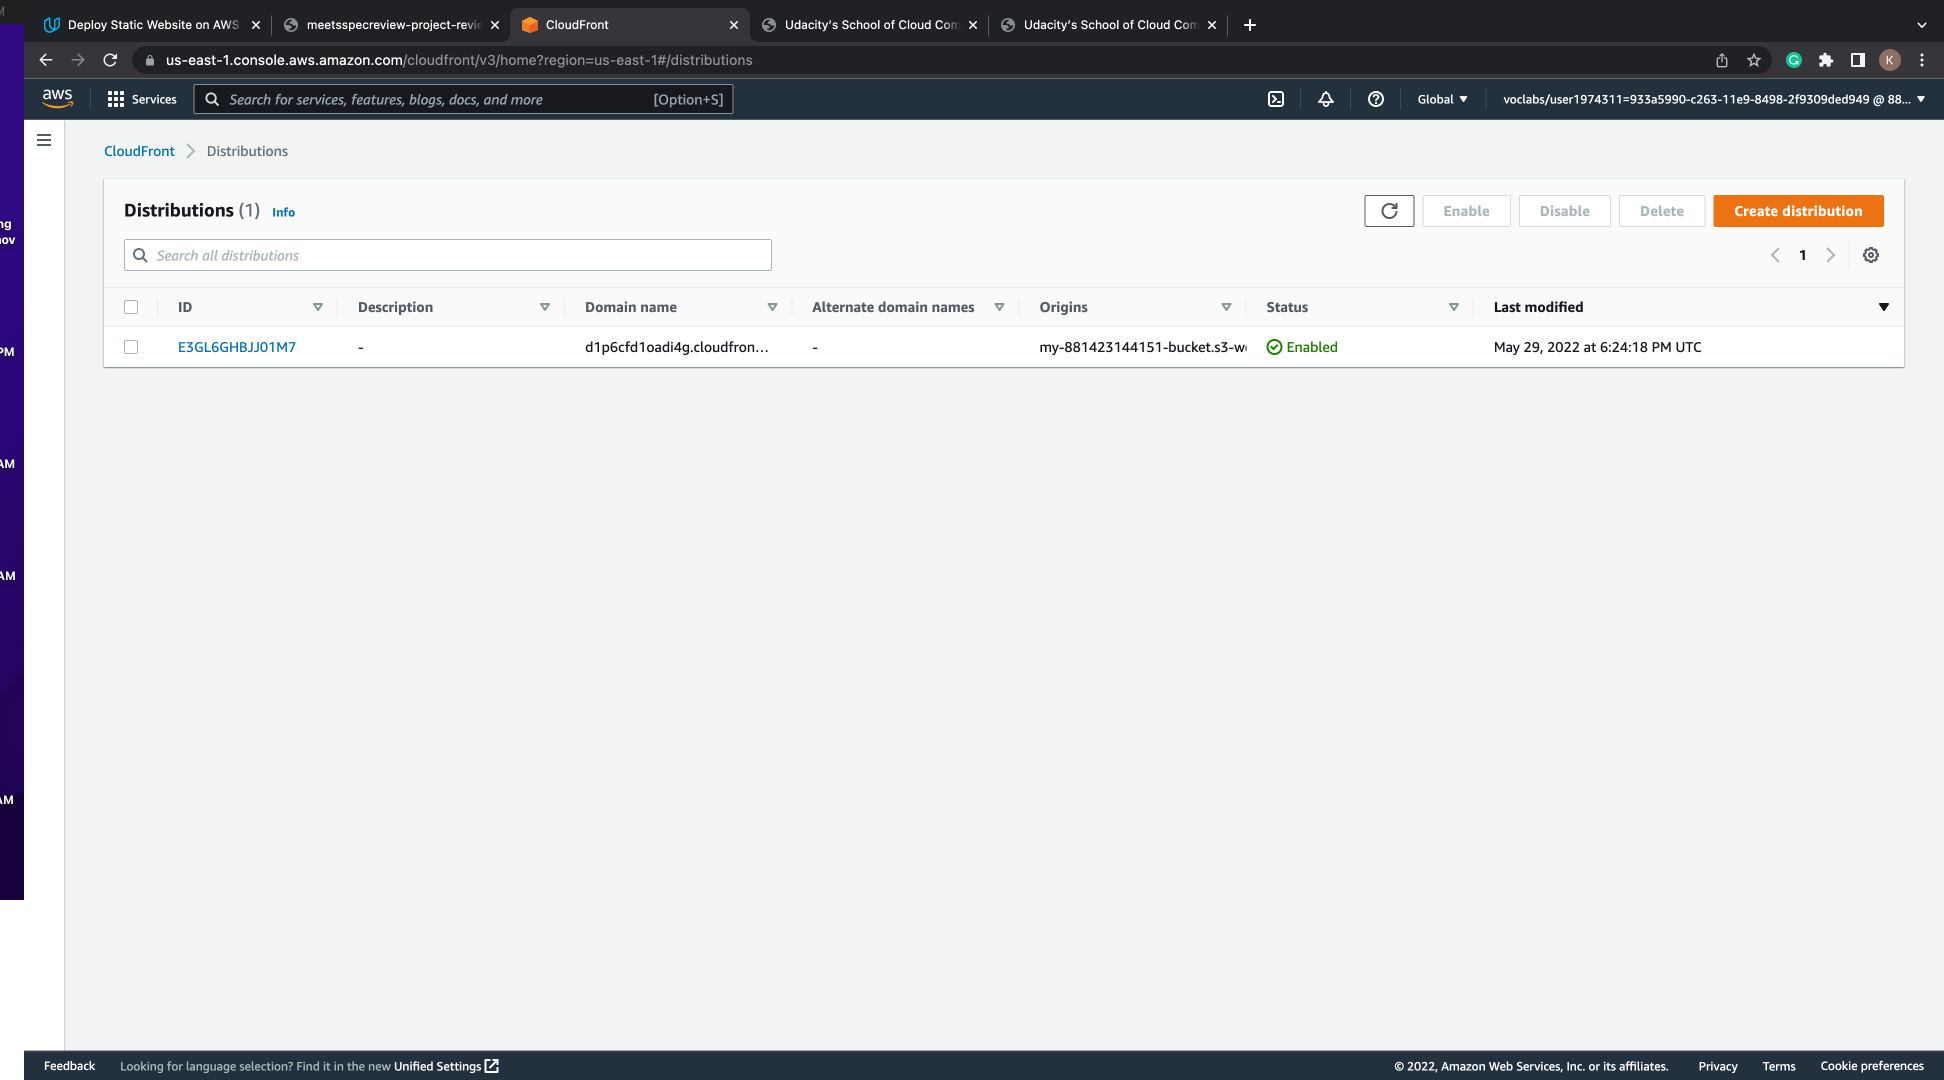 Deploy Static Website on AWS
meetsspecreview-project-revie
CloudFront
Udacity's School of Cloud Com
Udacity's School of Cloud Com
us-east-1.console.aws.amazon.com/cloudfront/v3/home?region=us-east-1#/distributions
K
aws
Services
Search for services, features, blogs, docs, and more
[Option+S]
Global
voclabs/user1974311=933a5990-c263-11e9-8498-2f9309ded949 @ 88...
CloudFront
Distributions
Distributions (1) Info
Enable
Disable
Delete
Create distribution
Search all distributions
1
ID
Description
Domain name
Alternate domain names
Origins
Status
Last modified
E3GL6GHBJJ01M7
-
d1p6cfd1oadi4g.cloudfron...
-
my-881423144151-bucket.s3-w
Enabled
May 29, 2022 at 6:24:18 PM UTC
ng
nov
PM
AM
AM
AM
Feedback
Looking for language selection? Find it in the new Unified Settings
© 2022, Amazon Web Services, Inc. or its affiliates.
Privacy
Terms
Cookie preferences